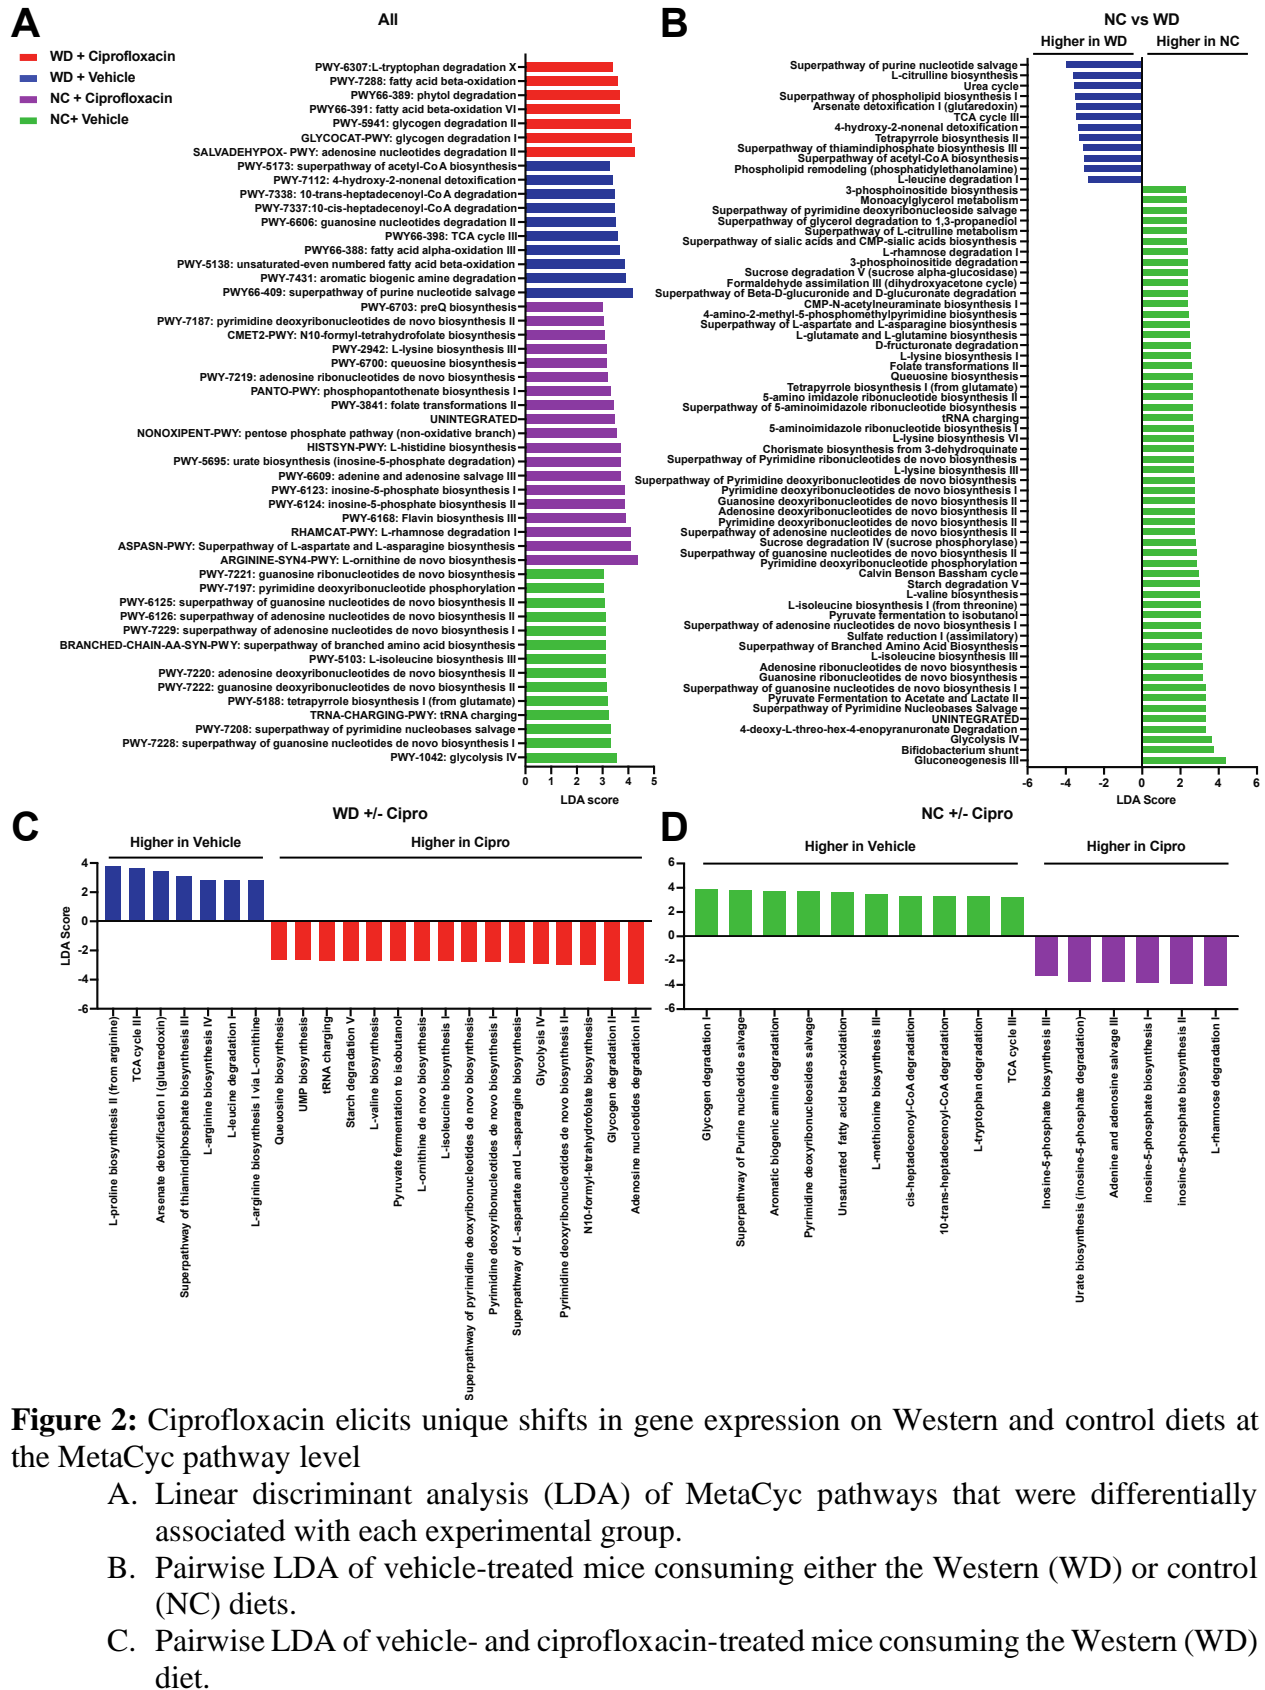 A
All
WD + Ciprofloxacin
WD + Vehicle
NC + Ciprofloxacin
NC+ Vehicle
PWY-6307:L-tryptophan degradation X
PWY-7288: fatty acid beta-oxidation
PWY66-389: phytol degradation
PWY66-391: fatty acid beta-oxidation VI
PWY-5941: glycogen degradation II
GLYCOCAT-PWY: glycogen degradation I
SALVADEHYPOX- PWY: adenosine nucleotides degradation II
PWY-5173: superpathway of acetyl-CoA biosynthesis
PWY-7112: 4-hydroxy-2-nonenal detoxification
PWY-7338: 10-trans-heptadecenoyl-CoA degradation
PWY-7337:10-cis-heptadecenoyl-CoA degradation
PWY-6606: guanosine nucleotides degradation II
PWY66-398: TCA cycle III
PWY66-388: fatty acid alpha-oxidation III
PWY-5138: unsaturated-even numbered fatty acid beta-oxidation
PWY-7431: aromatic biogenic amine degradation
PWY66-409: superpathway of purine nucleotide salvage
PWY-6703: preQ biosynthesis
PWY-7187: pyrimidine deoxyribonucleotides de novo biosynthesis II
CMET2-PWY: N10-formyl-tetrahydrofolate biosynthesis
PWY-2942: L-lysine biosynthesis III
PWY-6700: queuosine biosynthesis
PWY-7219: adenosine ribonucleotides de novo biosynthesis
PANTO-PWY: phosphopantothenate biosynthesis I
PWY-3841: folate transformations II
UNINTEGRATED
NONOXIPENT-PWY: pentose phosphate pathway (non-oxidative branch)
HISTSYN-PWY: L-histidine biosynthesis
PWY-5695: urate biosynthesis (inosine-5-phosphate degradation)
PWY-6609: adenine and adenosine salvage III
PWY-6123: inosine-5-phosphate biosynthesis I
PWY-6124: inosine-5-phosphate biosynthesis II
PWY-6168: Flavin biosynthesis III
RHAMCAT-PWY: L-rhamnose degradation I
ASPASN-PWY: Superpathway of L-aspartate and L-asparagine biosynthesis
ARGININE-SYN4-PWY: L-ornithine de novo biosynthesis
PWY-7221: guanosine ribonucleotides de novo biosynthesis
PWY-7197: pyrimidine deoxyribonucleotide phosphorylation
PWY-6125: superpathway of guanosine nucleotides de novo biosynthesis II
PWY-6126: superpathway of adenosine nucleotides de novo biosynthesis II
PWY-7229: superpathway of adenosine nucleotides de novo biosynthesis I
BRANCHED-CHAIN-AA-SYN-PWY: superpathway of branched amino acid biosynthesis
PWY-5103: L-isoleucine biosynthesis III
PWY-7220: adenosine deoxyribonucleotides de novo biosynthesis II
PWY-7222: guanosine deoxyribonucleotides de novo biosynthesis II
PWY-5188: tetrapyrrole biosynthesis I (from glutamate)
TRNA-CHARGING-PWY: tRNA charging
PWY-7208: superpathway of pyrimidine nucleobases salvage
PWY-7228: superpathway of guanosine nucleotides de novo biosynthesis I
PWY-1042: glycolysis IV
0 1 2 3 4 5
LDA score
B
NC vs WD
Higher in WD Higher in NC
Superpathway of purine nucleotide salvage
L-citrulline biosynthesis
Urea cycle
Superpathway of phospholipid biosynthesis I
Arsenate detoxification I (glutaredoxin)
TCA cycle III
4-hydroxy-2-nonenal detoxification
Tetrapyrrole biosynthesis II
Superpathway of thiamindiphosphate biosynthesis III
Superpathway of acetyl-CoA biosynthesis
Phospholipid remodeling (phosphatidylethanolamine)
L-leucine degradation I
3-phosphoinositide biosynthesis
Monoacylglycerol metabolism
Superpathway of pyrimidine deoxyribonucleoside salvage
Superpathway of glycerol degradation to 1,3-propanediol
Superpathway of L-citrulline metabolism
Superpathway of sialic acids and CMP-sialic acids biosynthesis
L-rhamnose degradation I
3-phosphoinositide degradation
Sucrose degradation V (sucrose alpha-glucosidase)
Formaldehyde assimilation III (dihydroxyacetone cycle)
Superpathway of Beta-D-glucuronide and D-glucuronate degradation
CMP-N-acetylneuraminate biosynthesis I
4-amino-2-methyl-5-phosphomethylpyrimidine biosynthesis
Superpathway of L-aspartate and L-asparagine biosynthesis
L-glutamate and L-glutamine biosynthesis
D-fructuronate degradation
L-lysine biosynthesis I
Folate transformations II
Queuosine biosynthesis
Tetrapyrrole biosynthesis I (from glutamate)
5-amino imidazole ribonucleotide biosynthesis II
Superpathway of 5-aminoimidazole ribonucleotide biosynthesis
tRNA charging
5-aminoimidazole ribonucleotide biosynthesis I
L-lysine biosynthesis VI
Chorismate biosynthesis from 3-dehydroquinate
Superpathway of Pyrimidine ribonucleotides de novo biosynthesis
L-lysine biosynthesis III
Superpathway of Pyrimidine deoxyribonucleotides de novo biosynthesis
Pyrimidine deoxyribonucleotides de novo biosynthesis I
Guanosine deoxyribonucleotides de novo biosynthesis II
Adenosine deoxyribonucleotides de novo biosynthesis II
Pyrimidine deoxyribonucleotides de novo biosynthesis II
Superpathway of adenosine nucleotides de novo biosynthesis II
Sucrose degradation IV (sucrose phosphorylase)
Superpathway of guanosine nucleotides de novo biosynthesis II
Pyrimidine deoxyribonucleotide phosphorylation
Calvin Benson Bassham cycle
Starch degradation V
L-valine biosynthesis
L-isoleucine biosynthesis I (from threonine)
Pyruvate fermentation to isobutanol
Superpathway of adenosine nucleotides de novo biosynthesis I
Sulfate reduction I (assimilatory)
Superpathway of Branched Amino Acid Biosynthesis
L-isoleucine biosynthesis III
Adenosine ribonucleotides de novo biosynthesis
Guanosine ribonucleotides de novo biosynthesis
Superpathway of guanosine nucleotides de novo biosynthesis I
Pyruvate Fermentation to Acetate and Lactate II
Superpathway of Pyrimidine Nucleobases Salvage
UNINTEGRATED
4-deoxy-L-threo-hex-4-enopyranuronate Degradation
Glycolysis IV
Bifidobacterium shunt
Gluconeogenesis III
-6 -4 -2 0 2 4 6
LDA Score
C
WD +/- Cipro
Higher in Vehicle Higher in Cipro
LDA Score
4
2
0
-2
-4
-6
L-proline biosynthesis II (from arginine)
TCA cycle III
Arsenate detoxification I (glutaredoxin)
Superpathway of thiamindiphosphate biosynthesis III
L-arginine biosynthesis IV
L-leucine degradation I
L-arginine biosynthesis I via L-ornithine
Queuosine biosynthesis
UMP biosynthesis
tRNA charging
Starch degradation V
L-valine biosynthesis
Pyruvate fermentation to isobutanol
L-ornithine de novo biosynthesis
L-isoleucine biosynthesis I
Superpathway of pyrimidine deoxyribonucleotides de novo biosynthesis
Pyrimidine deoxyribonucleotides de novo biosynthesis I
Superpathway of L-aspartate and L-asparagine biosynthesis
Glycolysis IV
Pyrimidine deoxyribonucleotides de novo biosynthesis II
N10-formyl-tetrahydrofolate biosynthesis
Glycogen degradation II
Adenosine nucleotides degradation II
D
NC +/- Cipro
Higher in Vehicle Higher in Cipro
6
4
2
0
-2
-4
-6
Glycogen degradation I
Superpathway of Purine nucleotide salvage
Aromatic biogenic amine degradation
Pyrimidine deoxyribonucleosides salvage
Unsaturated fatty acid beta-oxidation
L-methionine biosynthesis III
cis-heptadecenoyl-CoA degradation
10-trans-heptadecenoyl-CoA degradation
L-tryptophan degradation
TCA cycle III
Inosine-5-phosphate biosynthesis III
Urate biosynthesis (inosine-5-phosphate degradation)
Adenine and adenosine salvage III
inosine-5-phosphate biosynthesis I
inosine-5-phosphate biosynthesis II
L-rhamnose degradation I
Figure 2: Ciprofloxacin elicits unique shifts in gene expression on Western and control diets at
the MetaCyc pathway level
A. Linear discriminant analysis (LDA) of MetaCyc pathways that were differentially
associated with each experimental group.
B. Pairwise LDA of vehicle-treated mice consuming either the Western (WD) or control
(NC) diets.
C. Pairwise LDA of vehicle- and ciprofloxacin-treated mice consuming the Western (WD)
diet.